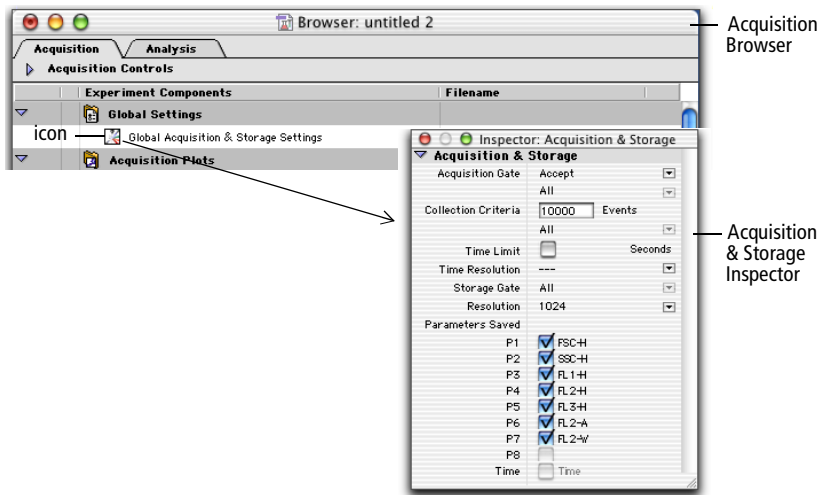 Browser: untitled 2
Acquisition
Browser
Acquisition Analysis
Acquisition Controls
Experiment Components Filename
Global Settings
icon
Global Acquisition & Storage Settings
Acquisition Plots
Inspector: Acquisition & Storage
Acquisition & Storage
Acquisition Gate Accept
All
Collection Criteria 10000 Events
All
Time Limit Seconds
Time Resolution ---
Storage Gate All
Resolution 1024
Parameters Saved
P1 FSC-H
P2 SSC-H
P3 FL1-H
P4 FL2-H
P5 FL3-H
P6 FL2-A
P7 FL2-W
P8
Time Time
Acquisition
& Storage
Inspector